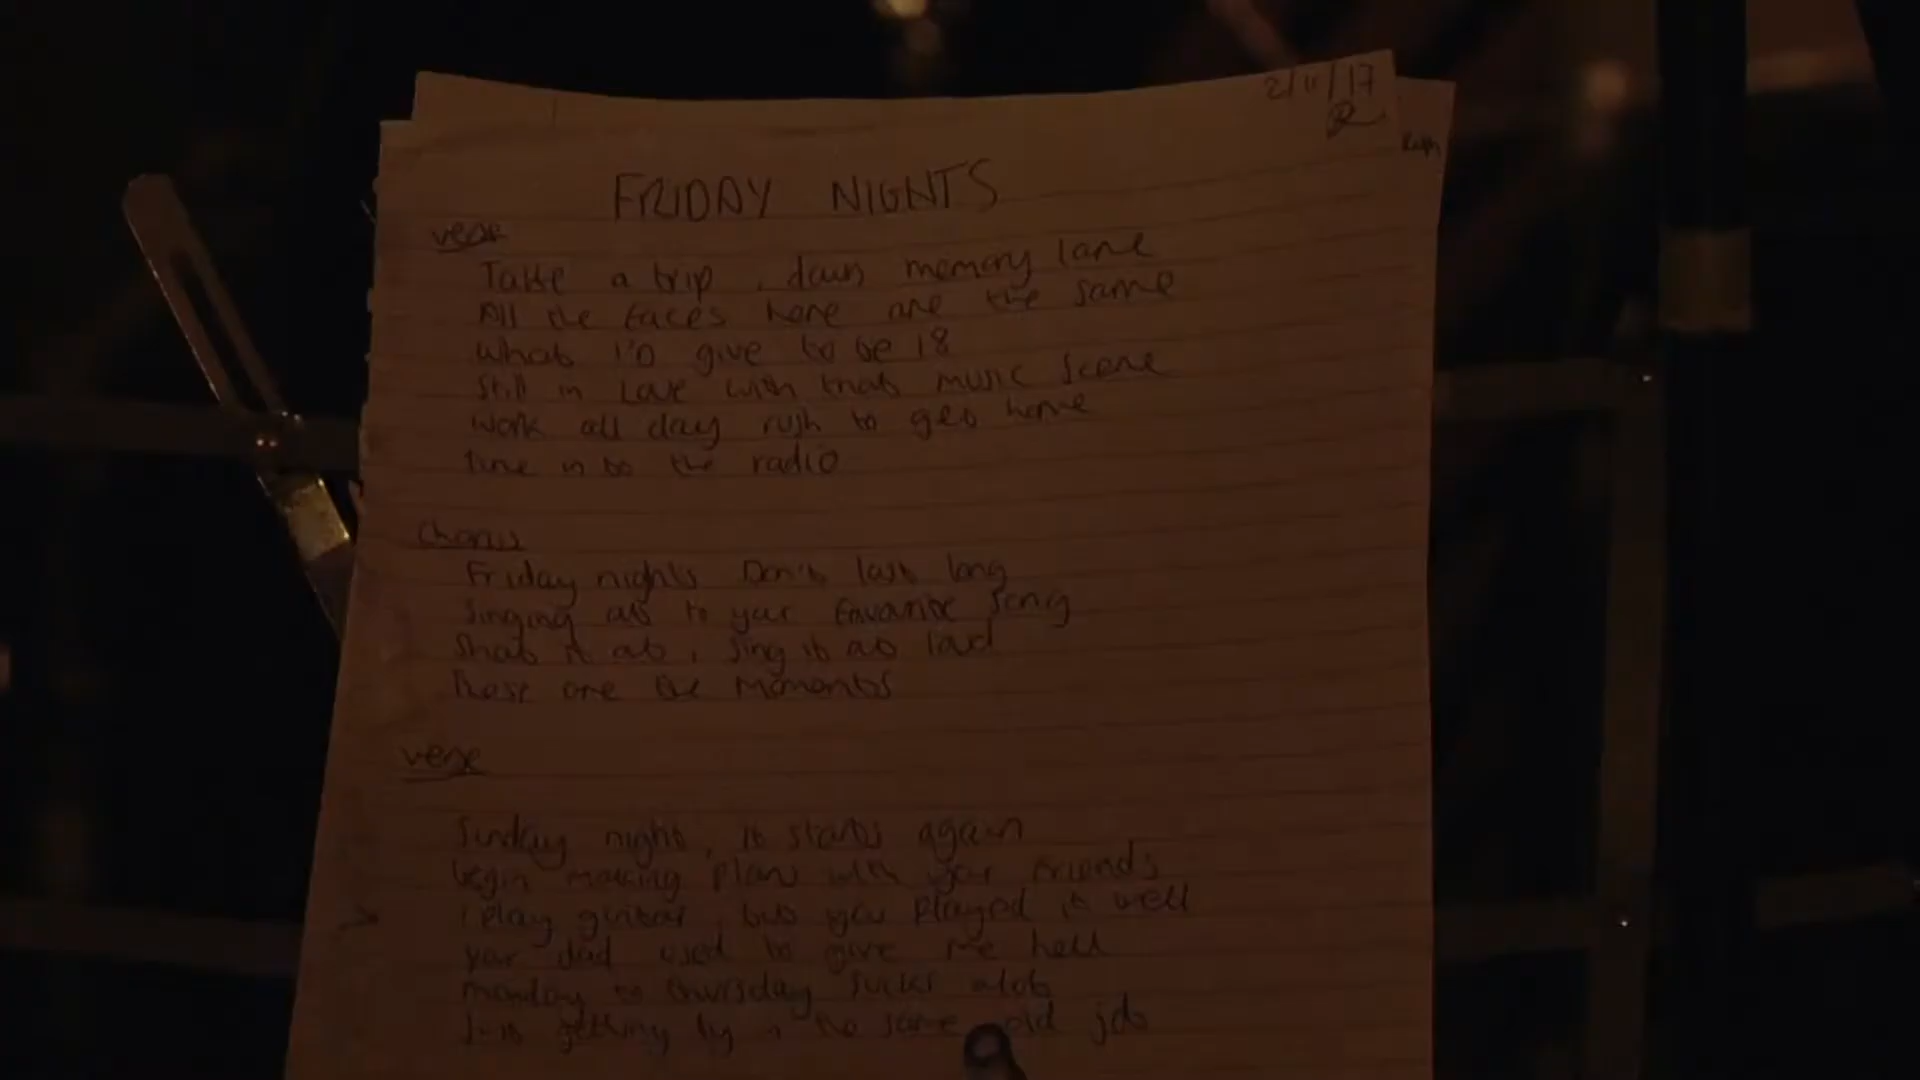 2/11/17
FRIDAY NIGHTS
verse
Take a trip, down memory lane
All the faces here are the same
What I'D give to be 18
Still in Love with that music scene
Work all day rush to get home
tune in to the radio
Chorus
Friday nights Don't last long
Singing out to your favourite song
Shout it out, sing it out loud
These are the Moments
verse
Sunday night, it starts again
begin making plans with your friends
i play guitar, but you played it well
your dad used to give me hell
monday to thursday sucks alot
getting by in the same old job